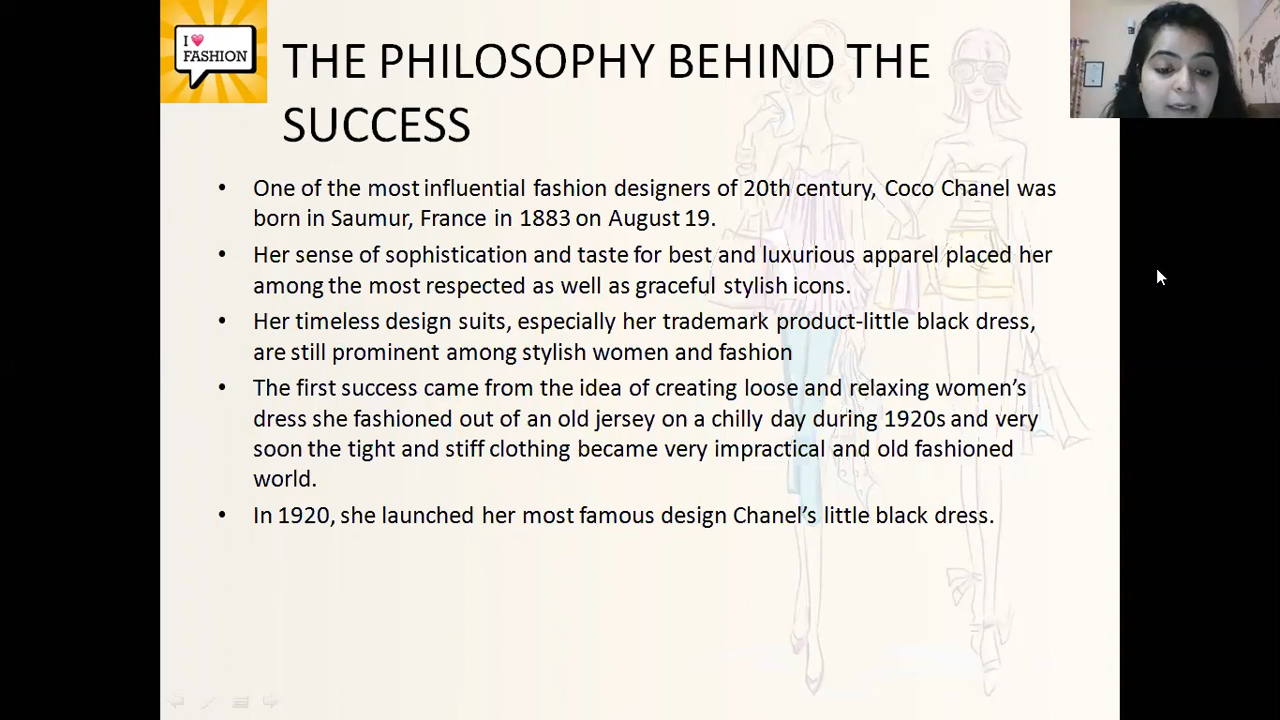 I
FASHION
THE PHILOSOPHY BEHIND THE
SUCCESS
• One of the most influential fashion designers of 20th century, Coco Chanel was
born in Saumur, France in 1883 on August 19.
• Her sense of sophistication and taste for best and luxurious apparel placed her
among the most respected as well as graceful stylish icons.
• Her timeless design suits, especially her trademark product-little black dress,
are still prominent among stylish women and fashion
• The first success came from the idea of creating loose and relaxing women’s
dress she fashioned out of an old jersey on a chilly day during 1920s and very
soon the tight and stiff clothing became very impractical and old fashioned
world.
• In 1920, she launched her most famous design Chanel’s little black dress.